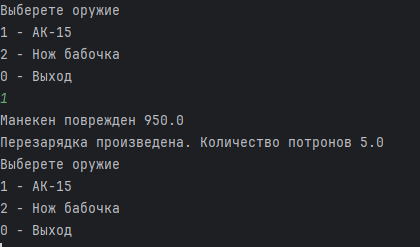 Выберете оружие
1 - АК-15
2 - Нож бабочка
0 - Выход
1
Манекен поврежден 950.0
Перезарядка произведена. Количество потронов 5.0
Выберете оружие
1 - АК-15
2 - Нож бабочка
0 - Выход